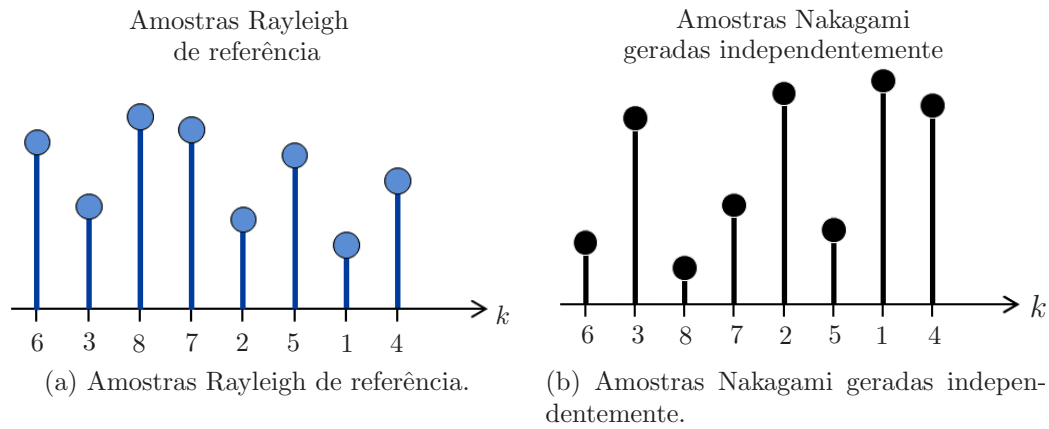 Amostras Rayleigh
de referência
k
6 3 8 7 2 5 1 4
(a) Amostras Rayleigh de referência.
Amostras Nakagami
geradas independentemente
k
6 3 8 7 2 5 1 4
(b) Amostras Nakagami geradas indepen-
dentemente.